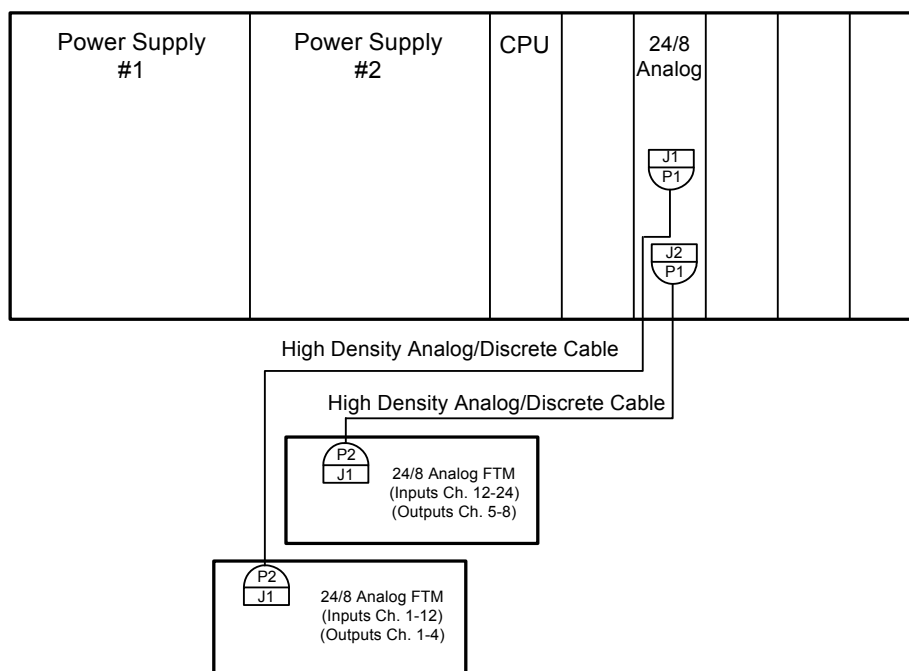 Power Supply
#1
Power Supply
#2
CPU
24/8
Analog
J1
P1
J2
P1
High Density Analog/Discrete Cable
High Density Analog/Discrete Cable
P2
J1
24/8 Analog FTM
(Inputs Ch. 12-24)
(Outputs Ch. 5-8)
P2
J1
24/8 Analog FTM
(Inputs Ch. 1-12)
(Outputs Ch. 1-4)